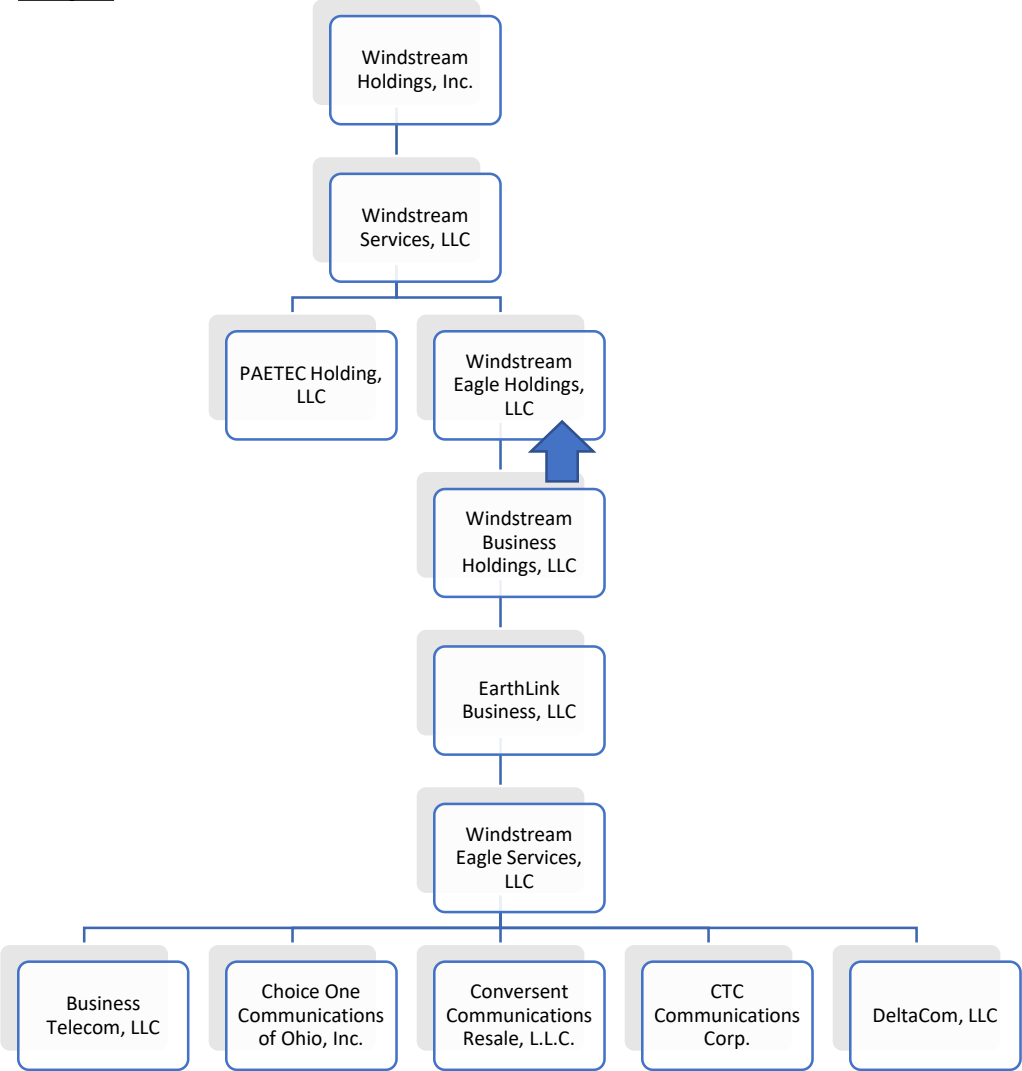 Windstream
Holdings, Inc.
Windstream
Services, LLC
PAETEC Holding,
LLC
Windstream
Eagle Holdings,
LLC
Windstream
Business
Holdings, LLC
EarthLink
Business, LLC
Windstream
Eagle Services,
LLC
Business
Telecom, LLC
Choice One
Communications
of Ohio, Inc.
Conversent
Communications
Resale, L.L.C.
CTC
Communications
Corp.
DeltaCom, LLC